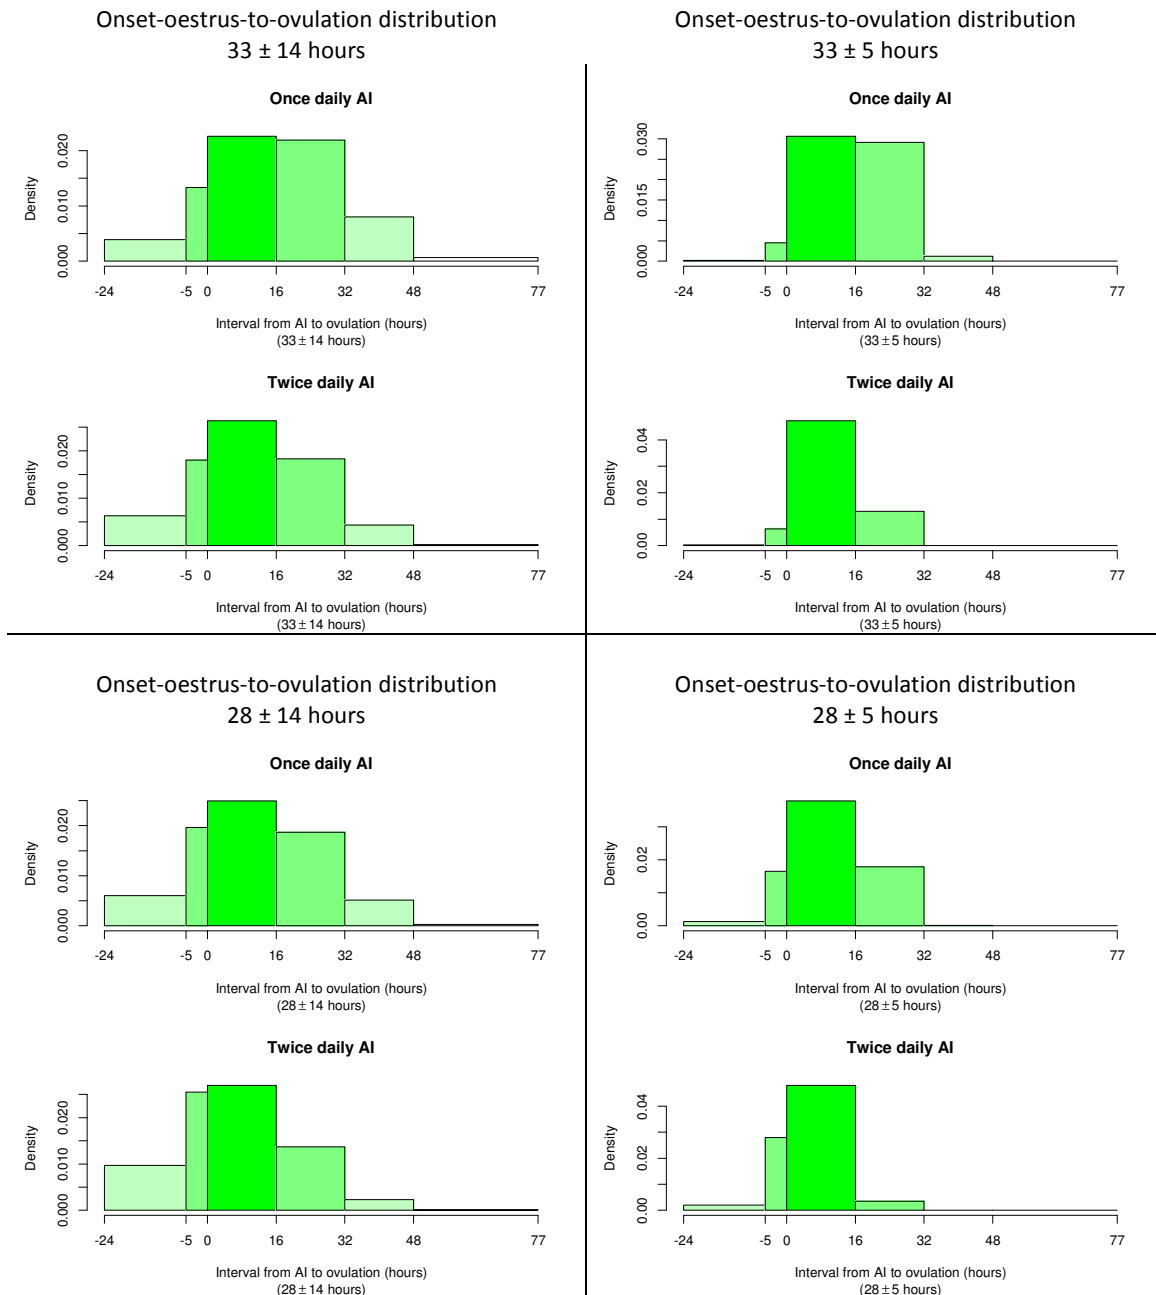 Onset-oestrus-to-ovulation distribution
33 ± 14 hours
Once daily AI
Density
0.000 0.010 0.020
-24 -5 0 16 32 48 77
Interval from AI to ovulation (hours)
(33 ± 14 hours)
Twice daily AI
Density
0.000 0.010 0.020
-24 -5 0 16 32 48 77
Interval from AI to ovulation (hours)
(33 ± 14 hours)
Onset-oestrus-to-ovulation distribution
33 ± 5 hours
Once daily AI
Density
0.000 0.015 0.030
-24 -5 0 16 32 48 77
Interval from AI to ovulation (hours)
(33 ± 5 hours)
Twice daily AI
Density
0.00 0.02 0.04
-24 -5 0 16 32 48 77
Interval from AI to ovulation (hours)
(33 ± 5 hours)
Onset-oestrus-to-ovulation distribution
28 ± 14 hours
Once daily AI
Density
0.000 0.010 0.020
-24 -5 0 16 32 48 77
Interval from AI to ovulation (hours)
(28 ± 14 hours)
Twice daily AI
Density
0.000 0.010 0.020
-24 -5 0 16 32 48 77
Interval from AI to ovulation (hours)
(28 ± 14 hours)
Onset-oestrus-to-ovulation distribution
28 ± 5 hours
Once daily AI
Density
0.00 0.02
-24 -5 0 16 32 48 77
Interval from AI to ovulation (hours)
(28 ± 5 hours)
Twice daily AI
Density
0.00 0.02 0.04
-24 -5 0 16 32 48 77
Interval from AI to ovulation (hours)
(28 ± 5 hours)